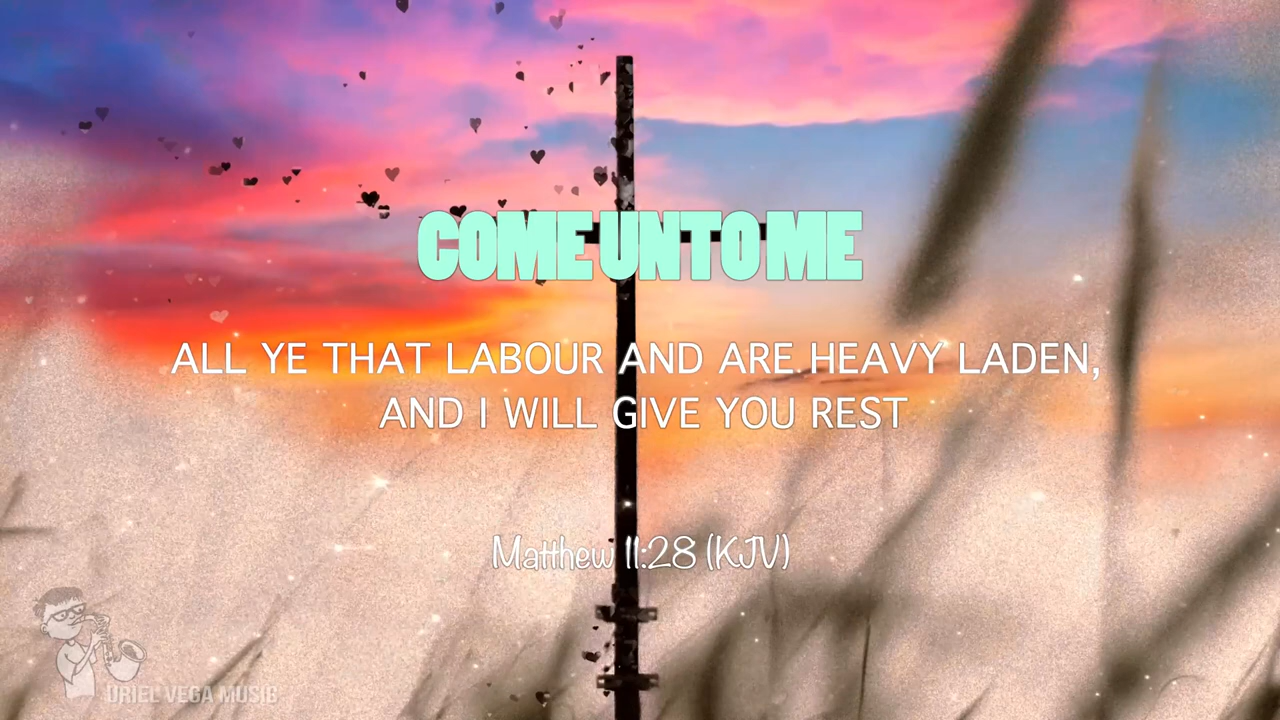 COME UNTO ME
ALL YE THAT LABOUR AND ARE HEAVY LADEN,
AND I WILL GIVE YOU REST
Matthew 11:28 (KJV)
URIEL VEGA MUSIC